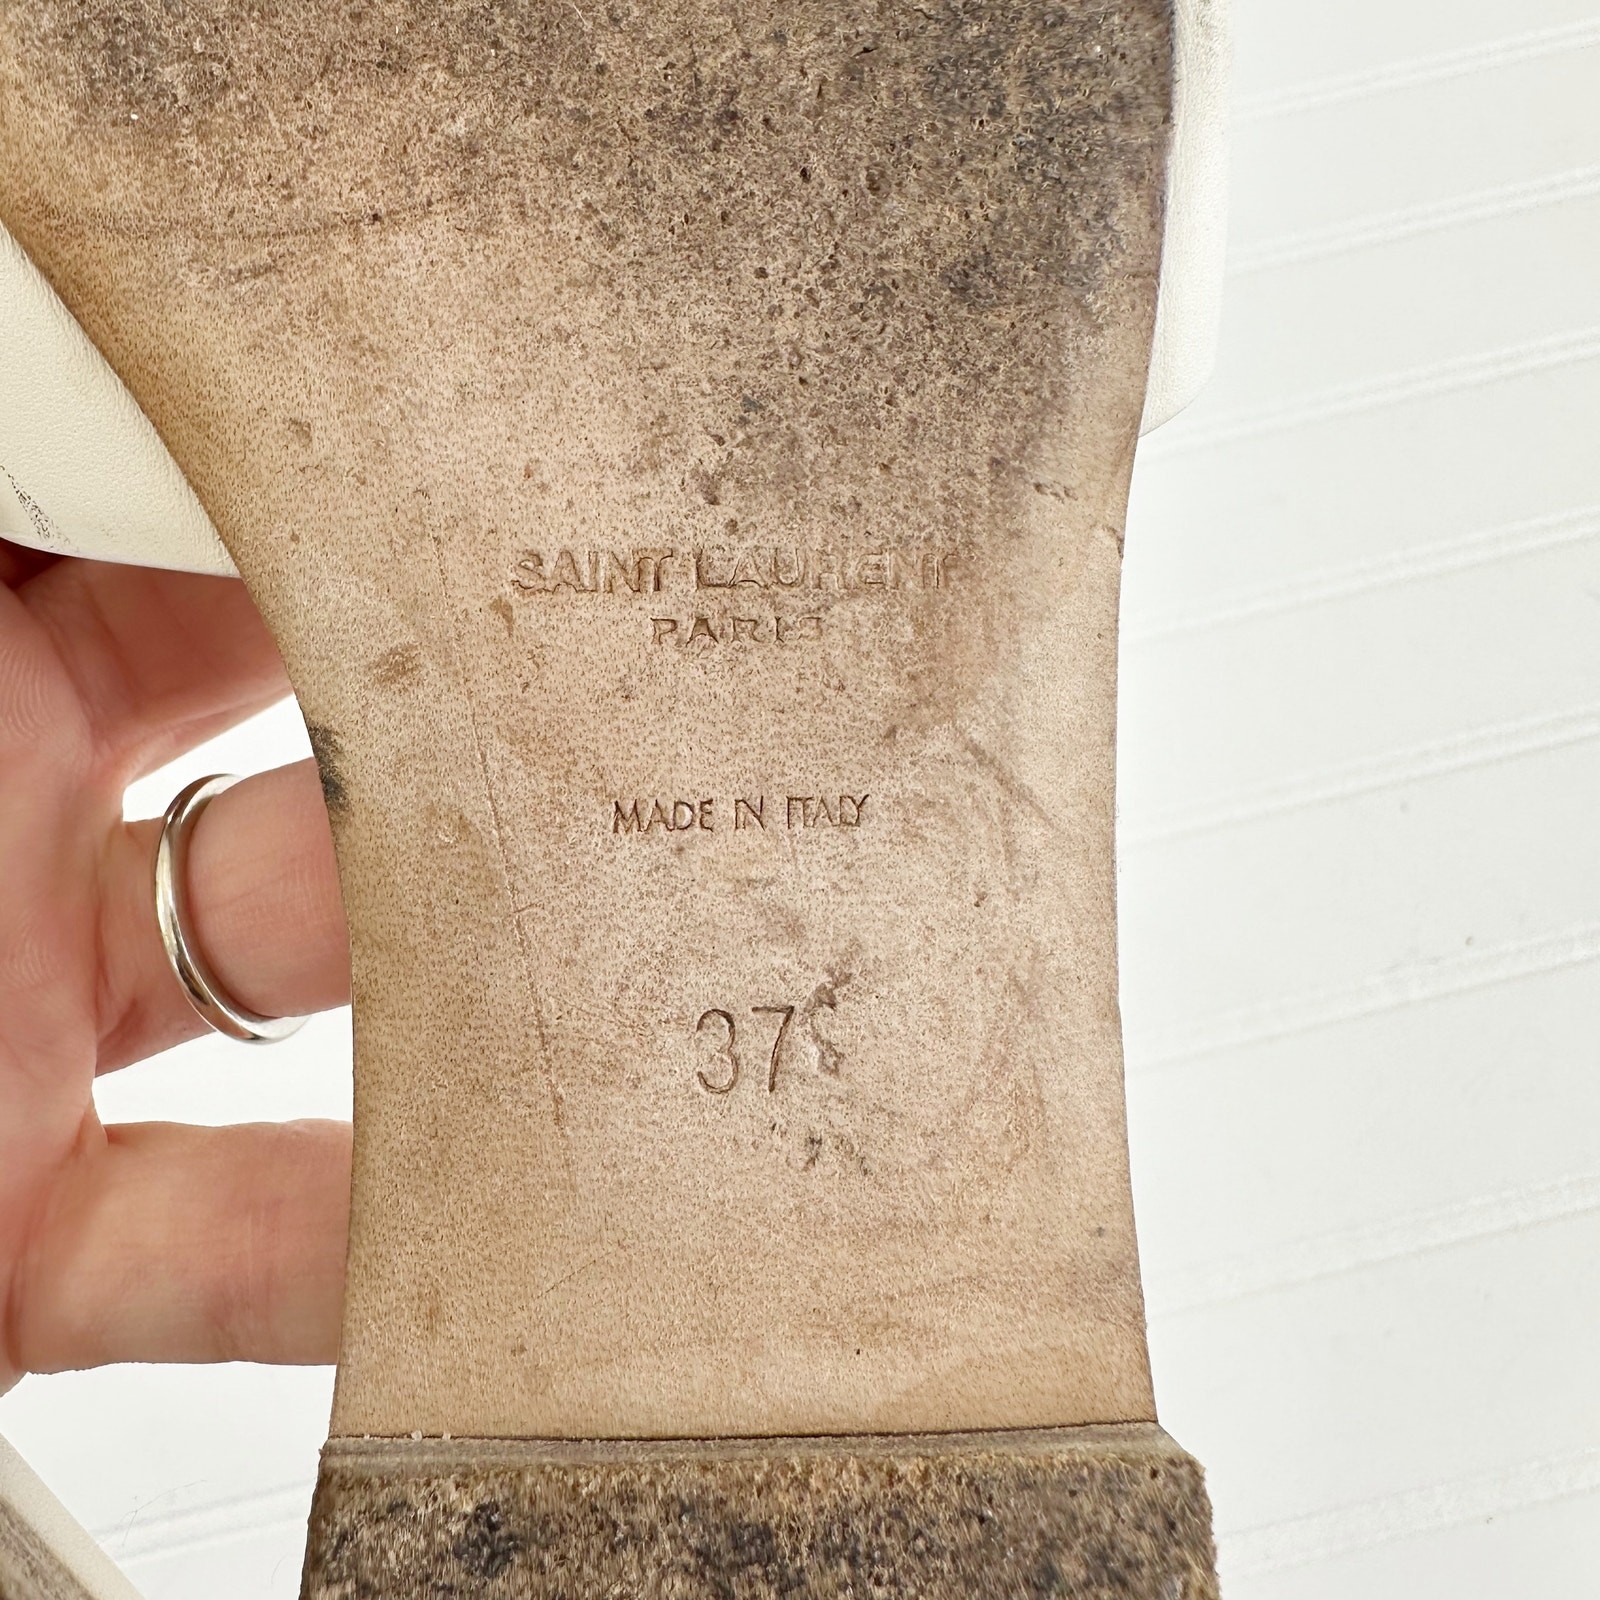 SAINT LAURENT
PARIS
MADE IN ITALY
37